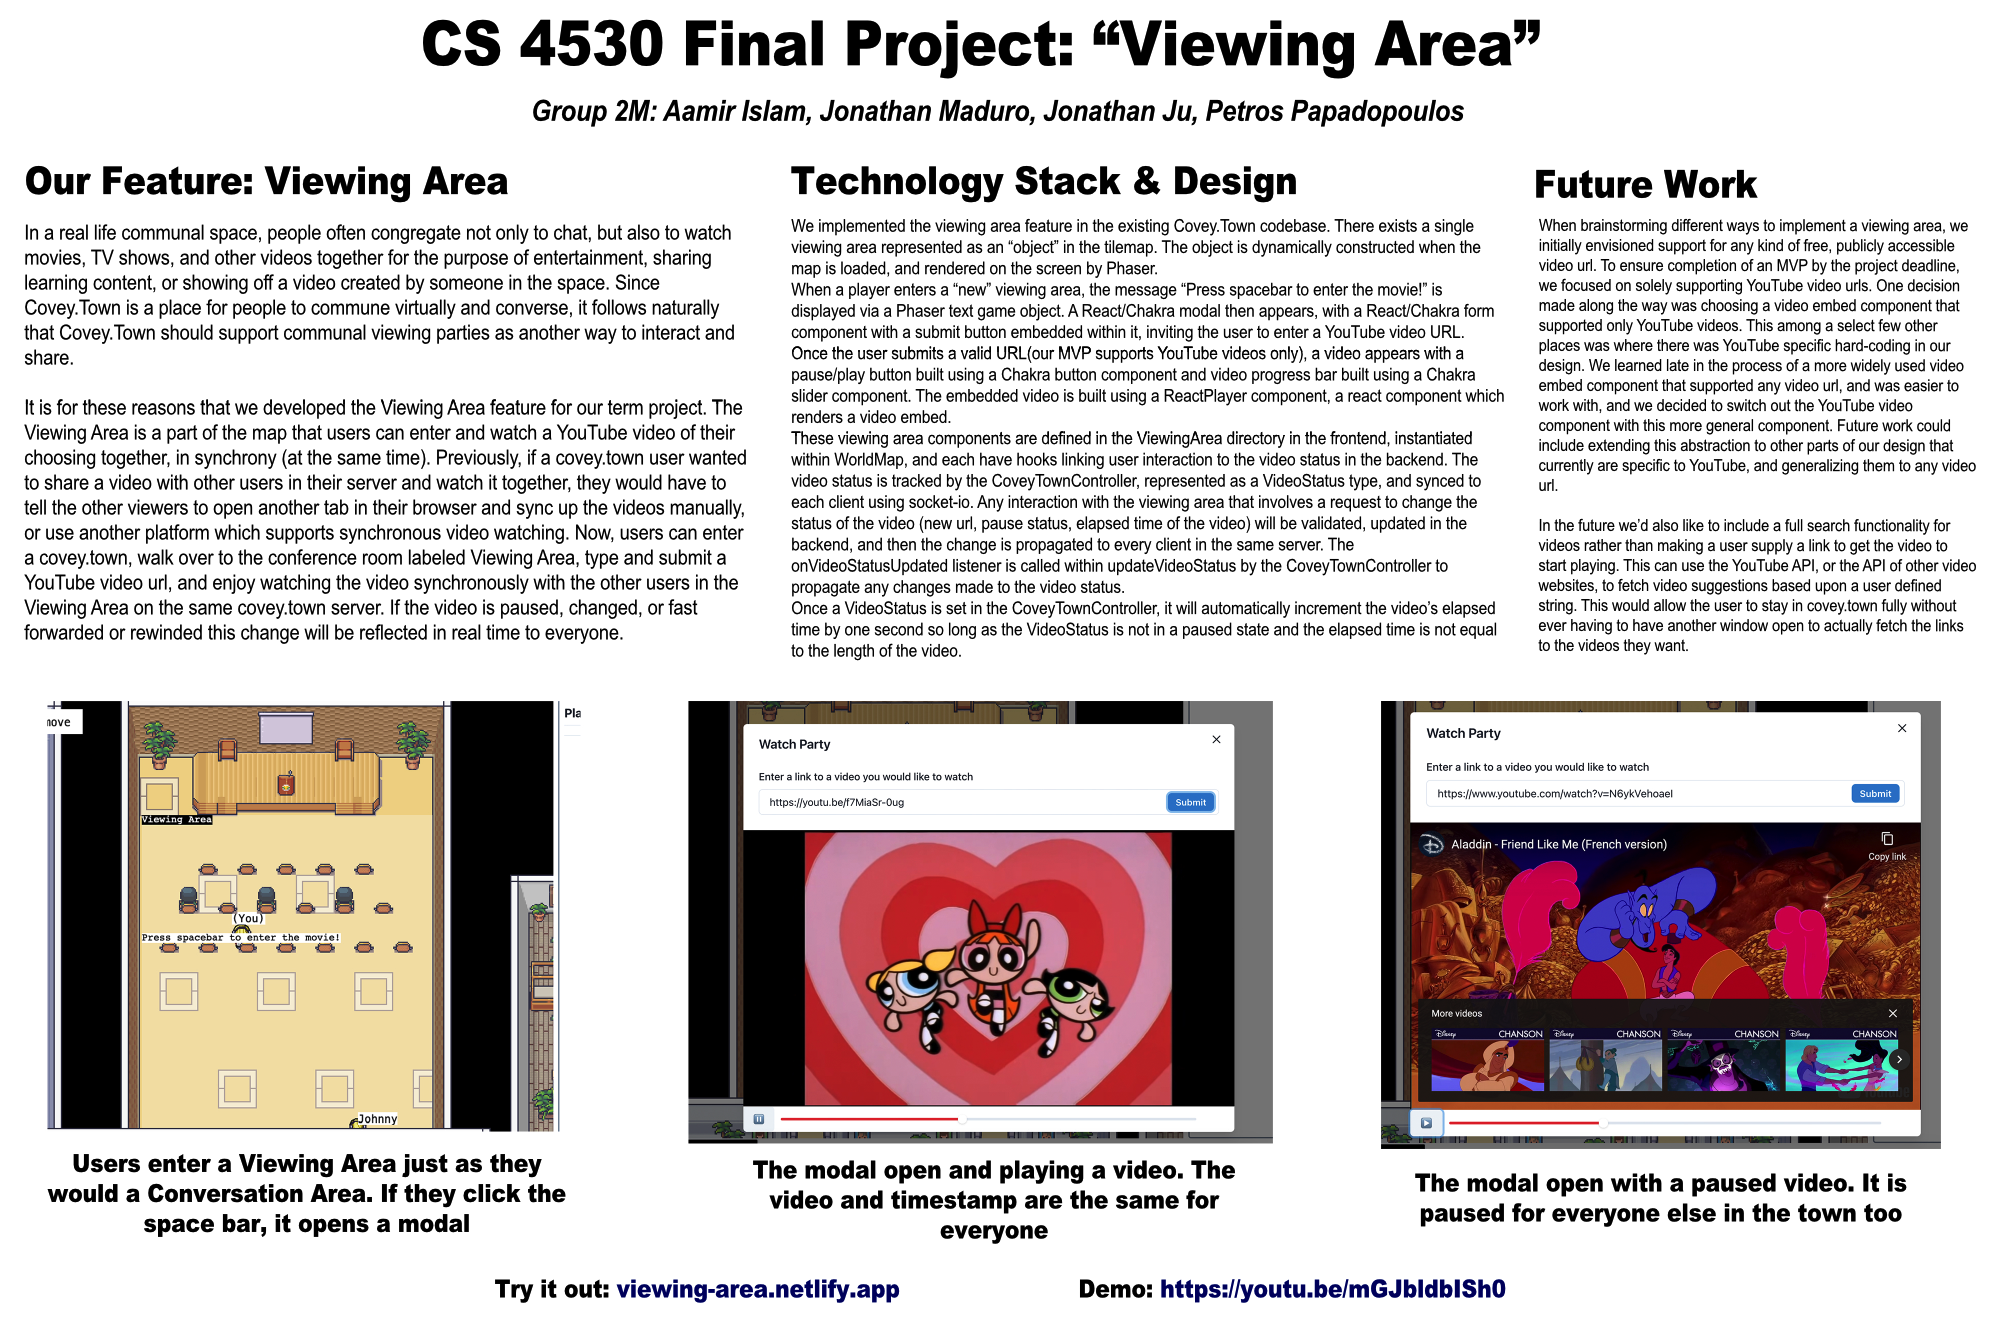 CS 4530 Final Project: “Viewing Area”
Group 2M: Aamir Islam, Jonathan Maduro, Jonathan Ju, Petros Papadopoulos
Our Feature: Viewing Area
In a real life communal space, people often congregate not only to chat, but also to watch
movies, TV shows, and other videos together for the purpose of entertainment, sharing
learning content, or showing off a video created by someone in the space. Since
Covey.Town is a place for people to commune virtually and converse, it follows naturally
that Covey.Town should support communal viewing parties as another way to interact and
share.
It is for these reasons that we developed the Viewing Area feature for our term project. The
Viewing Area is a part of the map that users can enter and watch a YouTube video of their
choosing together, in synchrony (at the same time). Previously, if a covey.town user wanted
to share a video with other users in their server and watch it together, they would have to
tell the other viewers to open another tab in their browser and sync up the videos manually,
or use another platform which supports synchronous video watching. Now, users can enter
a covey.town, walk over to the conference room labeled Viewing Area, type and submit a
YouTube video url, and enjoy watching the video synchronously with the other users in the
Viewing Area on the same covey.town server. If the video is paused, changed, or fast
forwarded or rewinded this change will be reflected in real time to everyone.
Technology Stack & Design
We implemented the viewing area feature in the existing Covey.Town codebase. There exists a single
viewing area represented as an “object” in the tilemap. The object is dynamically constructed when the
map is loaded, and rendered on the screen by Phaser.
When a player enters a “new” viewing area, the message “Press spacebar to enter the movie!” is
displayed via a Phaser text game object. A React/Chakra modal then appears, with a React/Chakra form
component with a submit button embedded within it, inviting the user to enter a YouTube video URL.
Once the user submits a valid URL(our MVP supports YouTube videos only), a video appears with a
pause/play button built using a Chakra button component and video progress bar built using a Chakra
slider component. The embedded video is built using a ReactPlayer component, a react component which
renders a video embed.
These viewing area components are defined in the ViewingArea directory in the frontend, instantiated
within WorldMap, and each have hooks linking user interaction to the video status in the backend. The
video status is tracked by the CoveyTownController, represented as a VideoStatus type, and synced to
each client using socket-io. Any interaction with the viewing area that involves a request to change the
status of the video (new url, pause status, elapsed time of the video) will be validated, updated in the
backend, and then the change is propagated to every client in the same server. The
onVideoStatusUpdated listener is called within updateVideoStatus by the CoveyTownController to
propagate any changes made to the video status.
Once a VideoStatus is set in the CoveyTownController, it will automatically increment the video’s elapsed
time by one second so long as the VideoStatus is not in a paused state and the elapsed time is not equal
to the length of the video.
Future Work
When brainstorming different ways to implement a viewing area, we
initially envisioned support for any kind of free, publicly accessible
video url. To ensure completion of an MVP by the project deadline,
we focused on solely supporting YouTube video urls. One decision
made along the way was choosing a video embed component that
supported only YouTube videos. This among a select few other
places was where there was YouTube specific hard-coding in our
design. We learned late in the process of a more widely used video
embed component that supported any video url, and was easier to
work with, and we decided to switch out the YouTube video
component with this more general component. Future work could
include extending this abstraction to other parts of our design that
currently are specific to YouTube, and generalizing them to any video
url.
In the future we’d also like to include a full search functionality for
videos rather than making a user supply a link to get the video to
start playing. This can use the YouTube API, or the API of other video
websites, to fetch video suggestions based upon a user defined
string. This would allow the user to stay in covey.town fully without
ever having to have another window open to actually fetch the links
to the videos they want.
move
Pla
Viewing Area
(You)
Press spacebar to enter the movie!
Johnny
Users enter a Viewing Area just as they
would a Conversation Area. If they click the
space bar, it opens a modal
Watch Party
Enter a link to a video you would like to watch
https://youtu.be/f7MiaSr-0ug
Submit
The modal open and playing a video. The
video and timestamp are the same for
everyone
Watch Party
Enter a link to a video you would like to watch
https://www.youtube.com/watch?v=N6ykVehoaeI
Submit
Aladdin - Friend Like Me (French version)
Copy link
More videos
Disney CHANSON
Disney CHANSON
Disney CHANSON
Disney CHANSON
The modal open with a paused video. It is
paused for everyone else in the town too
Try it out: viewing-area.netlify.app
Demo: https://youtu.be/mGJbldblSh0